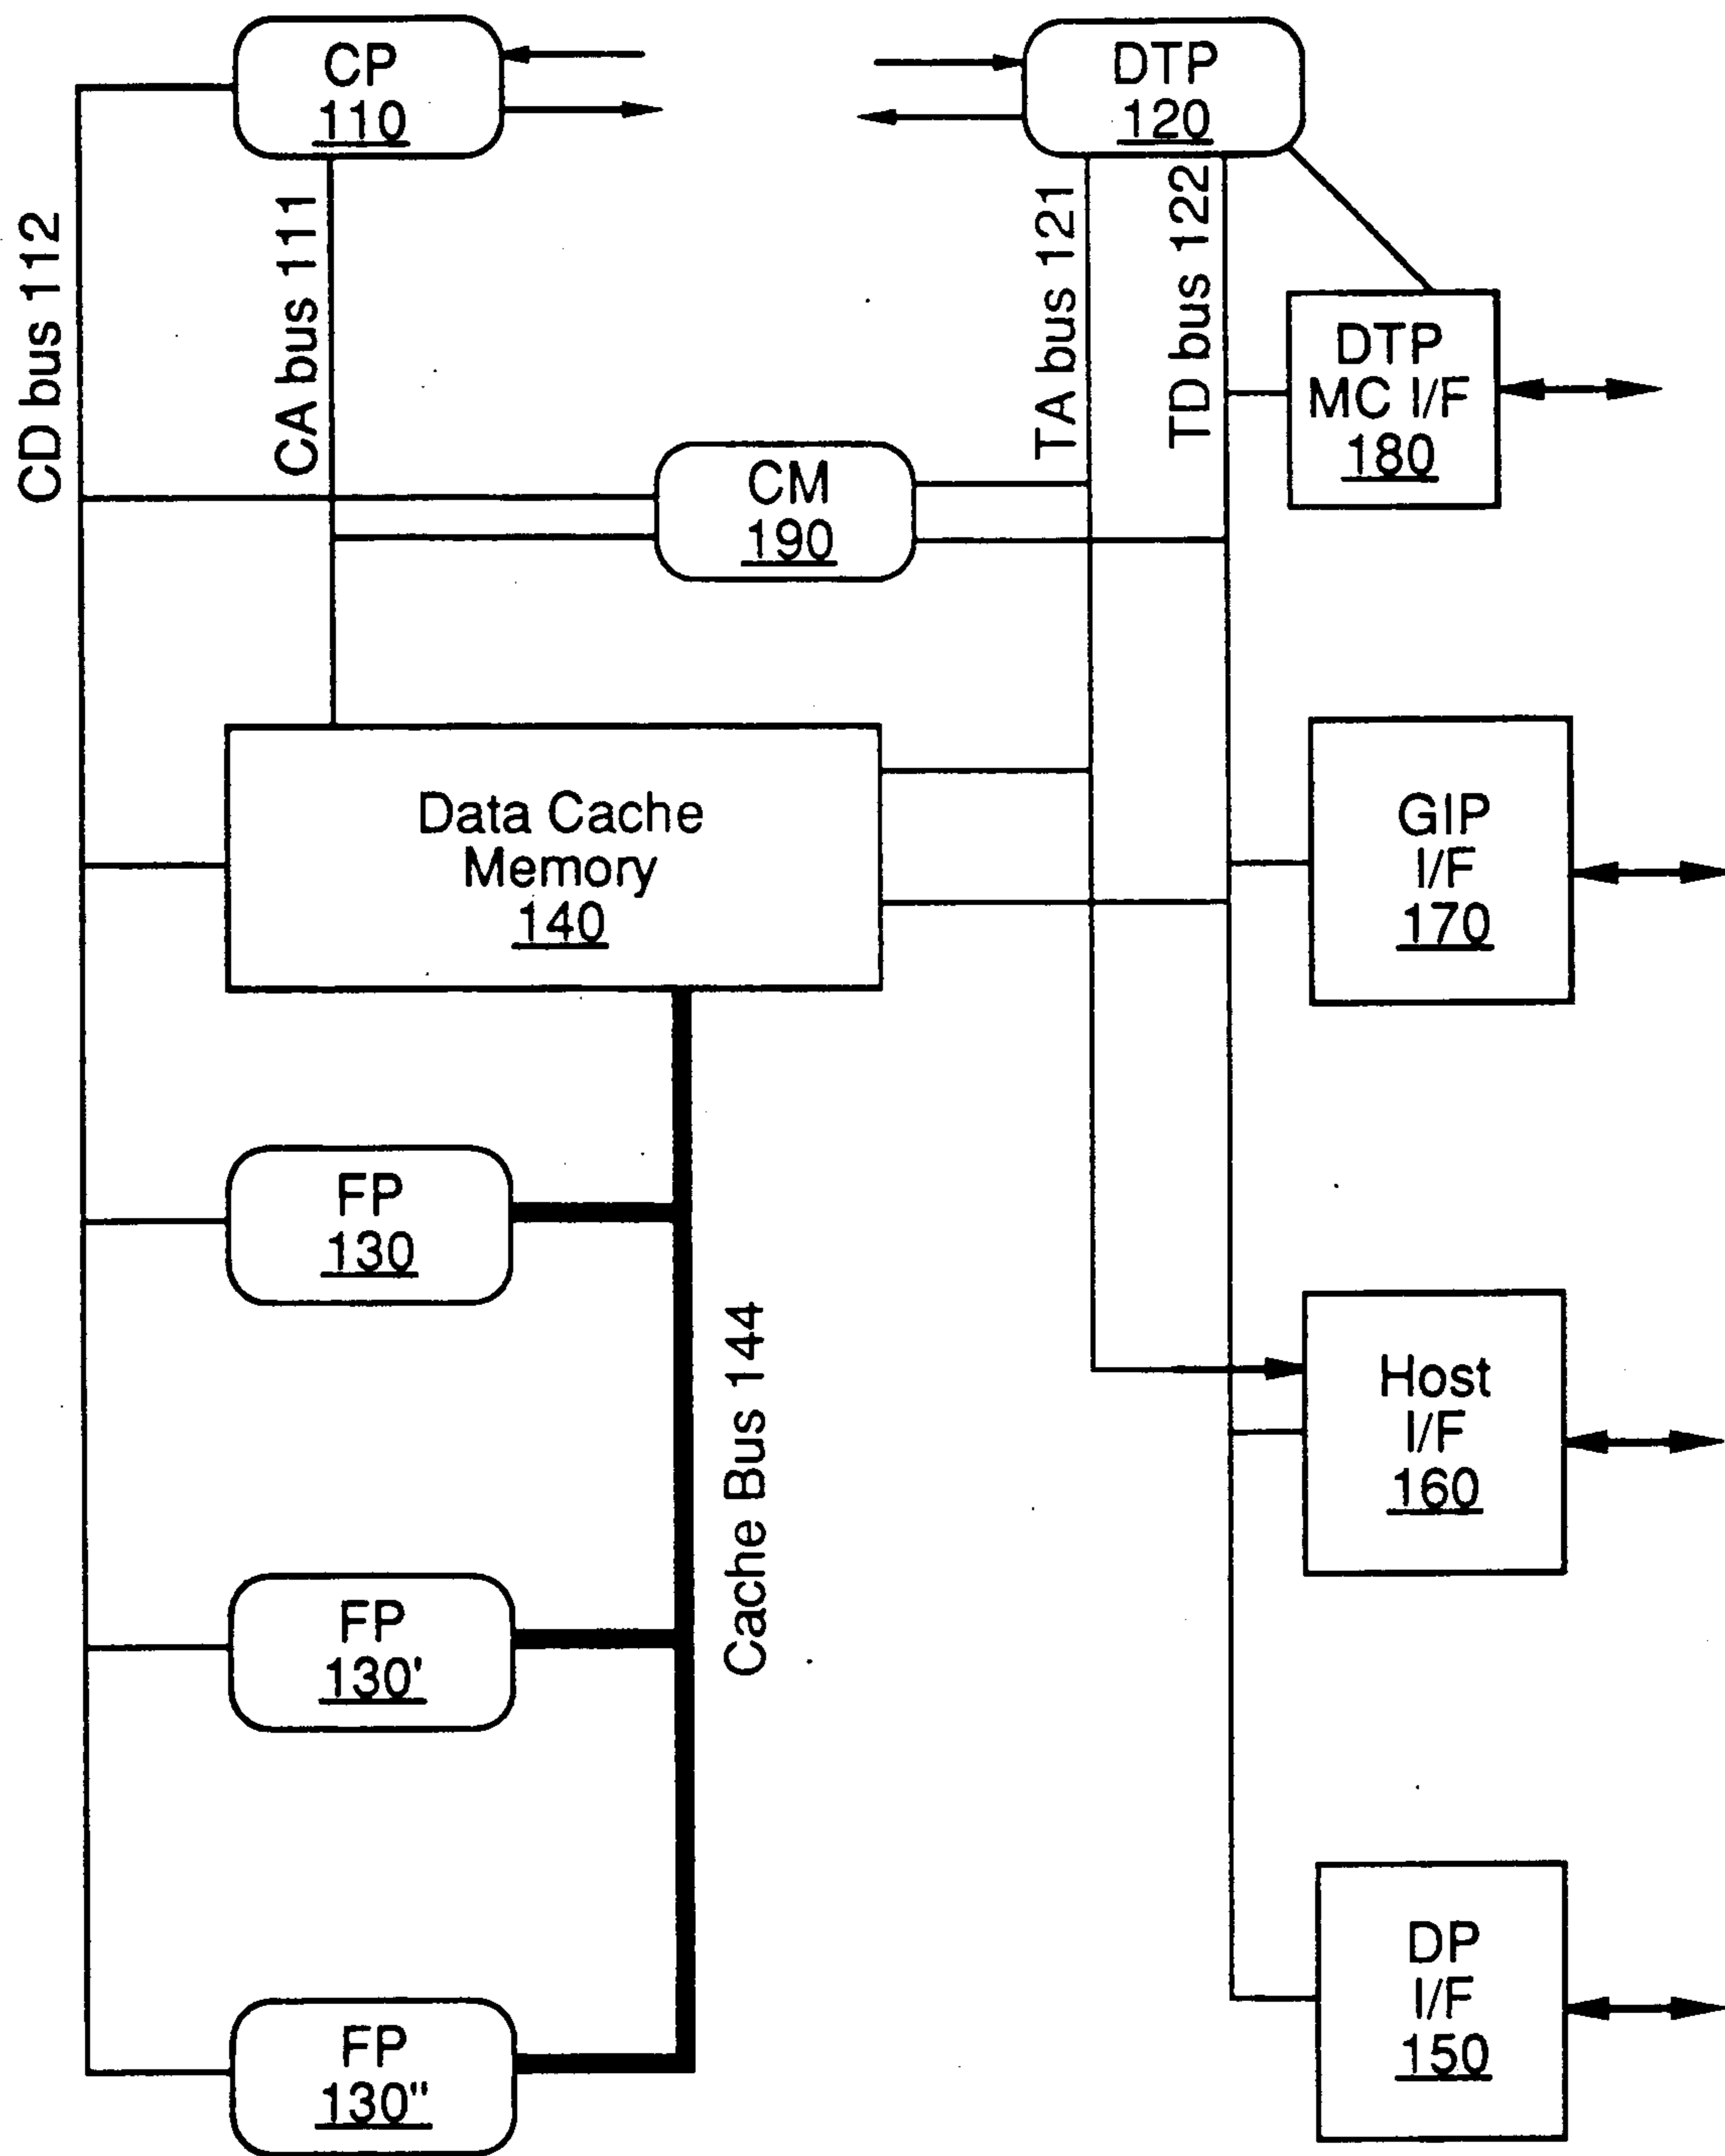 CP
110
DTP
120
CD bus 112
CA bus 111
TA bus 121
TD bus 122
DTP
MC I/F
180
CM
190
Data Cache
Memory
140
GIP
I/F
170
FP
130
Cache Bus 144
Host
I/F
160
FP
130'
FP
130"
DP
I/F
150